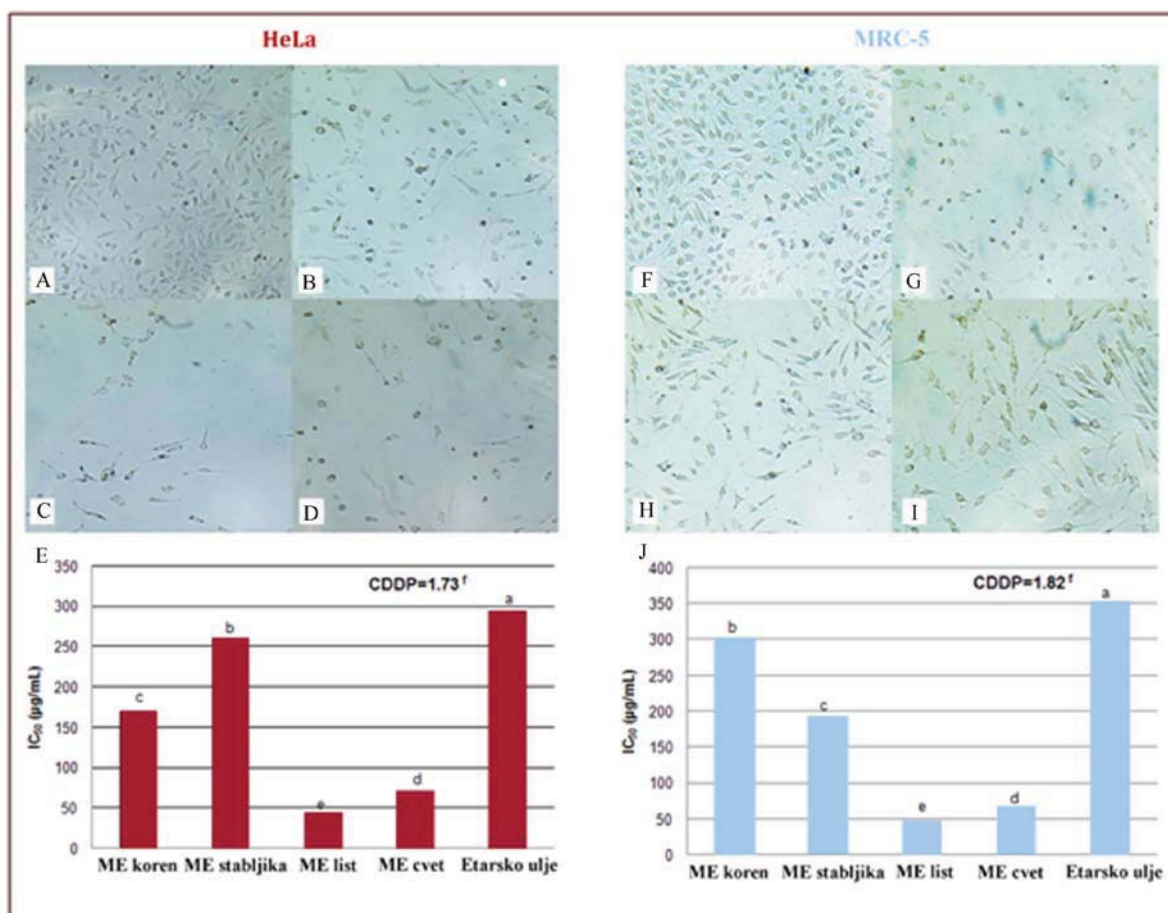 HeLa
MRC-5
A
B
C
D
F
G
H
I
E
350
300
250
200
150
100
50
0
IC₅₀ (µg/mL)
CDDP=1.73 ᶠ
c
b
e
d
a
ME koren
ME stabljika
ME list
ME cvet
Etarsko ulje
J
400
350
300
250
200
150
100
50
0
IC₅₀ (µg/mL)
CDDP=1.82 ᶠ
b
c
e
d
a
ME koren
ME stabljika
ME list
ME cvet
Etarsko ulje